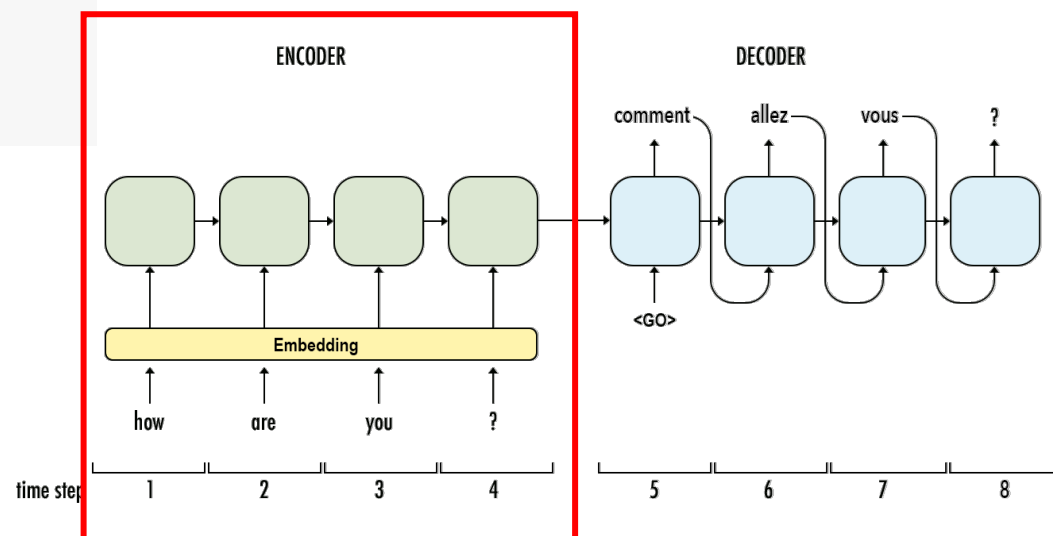 ENCODER DECODER
comment allez vous ?
<GO>
Embedding
how are you ?
time step 1 2 3 4 5 6 7 8